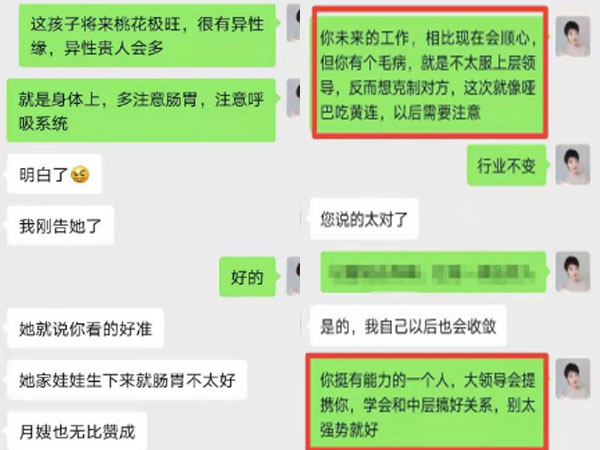 这孩子将来桃花极旺，很有异性
缘，异性贵人会多
就是身体上，多注意肠胃，注意呼
吸系统
明白了
我刚告她了
好的
她就说你看的好准
她家娃娃生下来就肠胃不太好
月嫂也无比赞成
你未来的工作，相比现在会顺心，
但你有个毛病，就是不太服上层领
导，反而想克制对方，这次就像哑
巴吃黄连，以后需要注意
行业不变
您说的太对了
是的，我自己以后也会收敛
你挺有能力的一个人，大领导会提
携你，学会和中层搞好关系，别太
强势就好